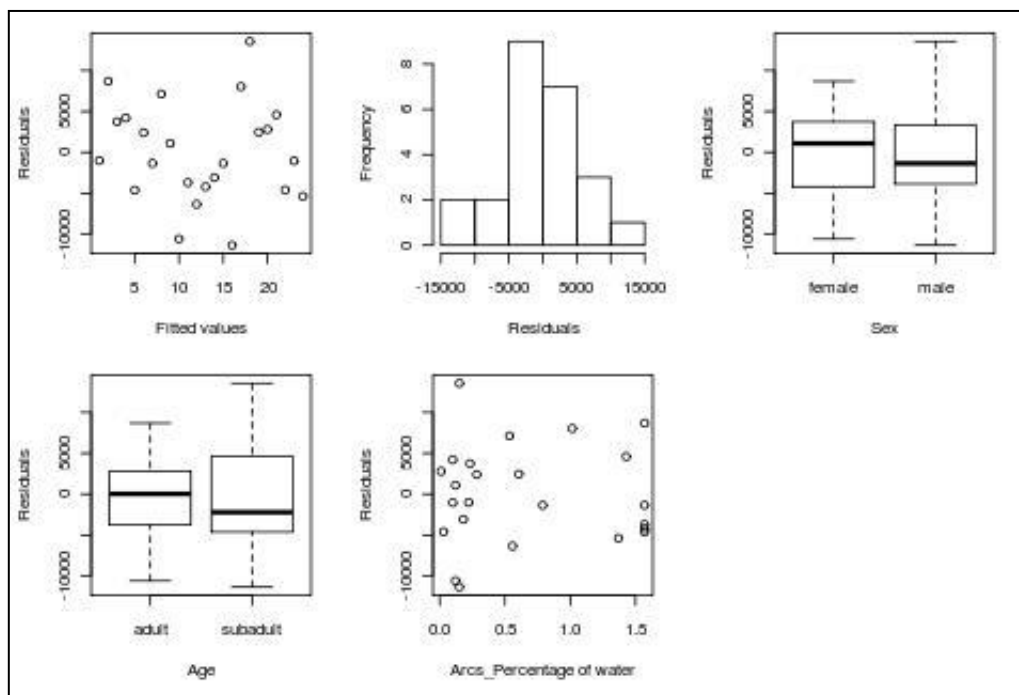 Residuals
5000
0
-10000
5 10 15 20
Fitted values
Frequency
8
6
4
2
0
-15000 -5000 5000 15000
Residuals
Residuals
5000
0
-10000
female male
Sex
Residuals
5000
0
-10000
adult subadult
Age
Residuals
5000
0
-10000
0.0 0.5 1.0 1.5
Arcs_Percentage of water